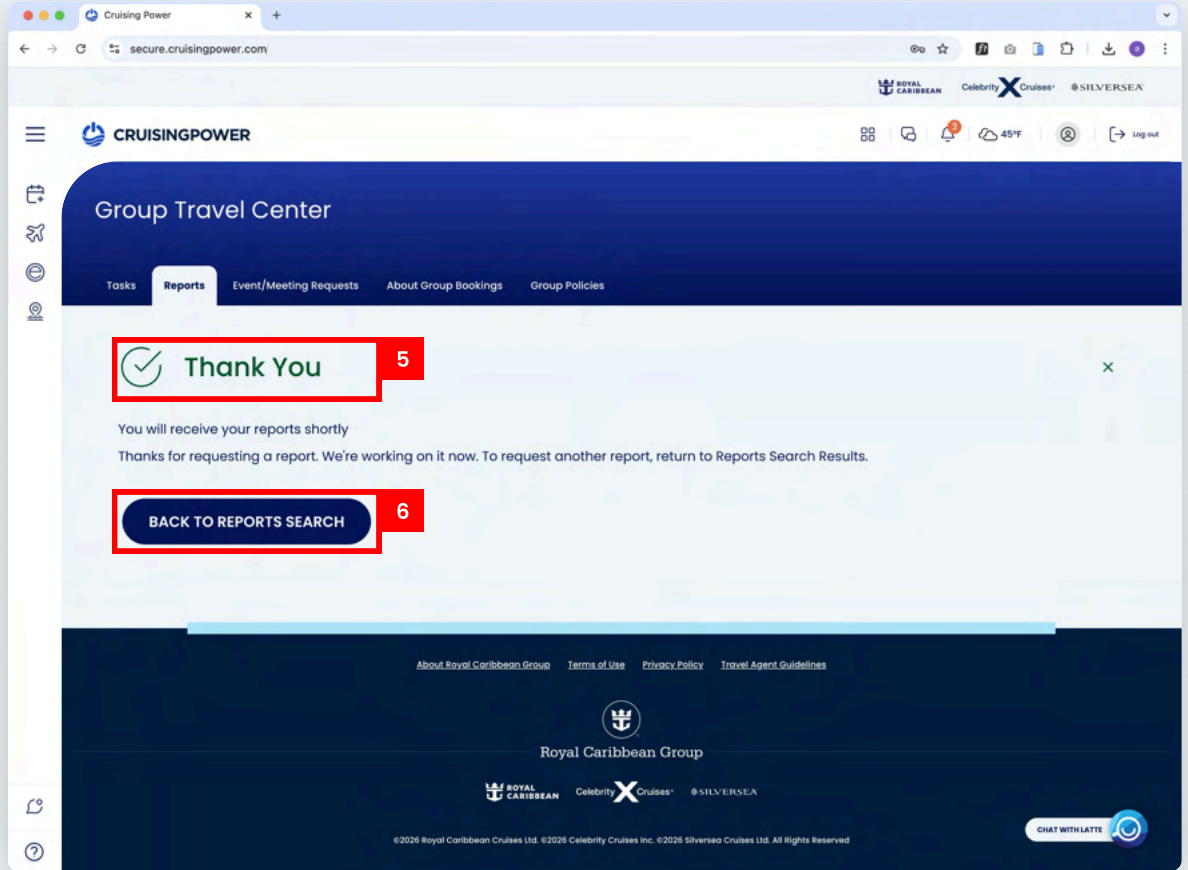 Cruising Power
secure.cruisingpower.com
ROYAL CARIBBEAN Celebrity X Cruises® SILVERSEA
CRUISINGPOWER 3 45°F Log out
Group Travel Center
Tasks Reports Event/Meeting Requests About Group Bookings Group Policies
Thank You 5
You will receive your reports shortly
Thanks for requesting a report. We're working on it now. To request another report, return to Reports Search Results.
BACK TO REPORTS SEARCH 6
About Royal Caribbean Group Terms of Use Privacy Policy Travel Agent Guidelines
Royal Caribbean Group
ROYAL CARIBBEAN Celebrity X Cruises® SILVERSEA
CHAT WITH LATTE
©2026 Royal Caribbean Cruises Ltd. ©2026 Celebrity Cruises Inc. ©2026 Silversea Cruises Ltd. All Rights Reserved